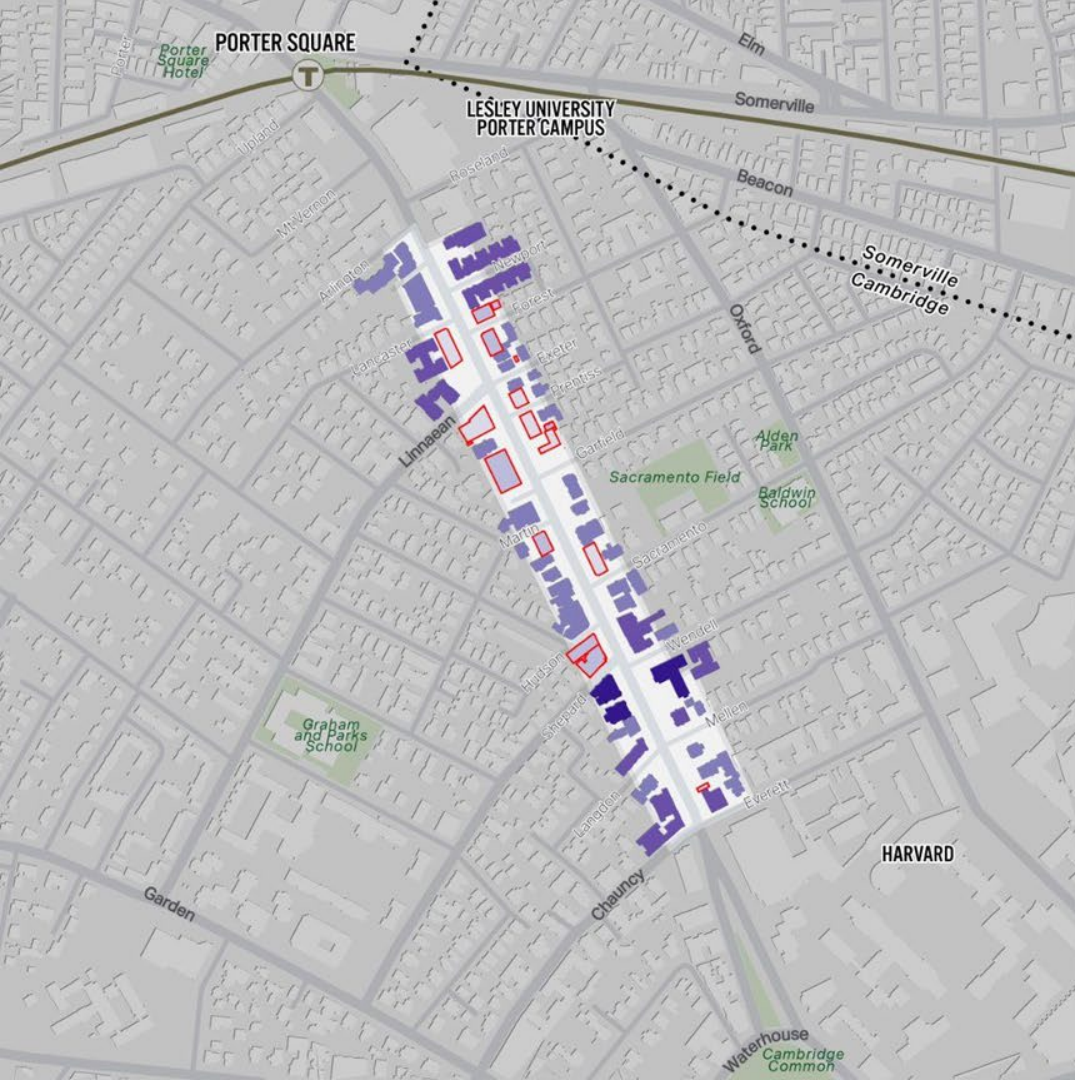 Porter
Porter
Square
Hotel
PORTER SQUARE
T
Elm
Somerville
LESLEY UNIVERSITY
PORTER CAMPUS
Upland
Roseland
Beacon
Mt Vernon
Newport
Arlington
Forest
Somerville
Cambridge
Oxford
Lancaster
Exeter
Prentiss
Linnaean
Garfield
Alden
Park
Sacramento Field
Baldwin
School
Martin
Sacramento
Hudson
Wendell
Shepard
Mellen
Graham
and Parks
School
Langdon
Everett
HARVARD
Chauncy
Garden
Waterhouse
Cambridge
Common